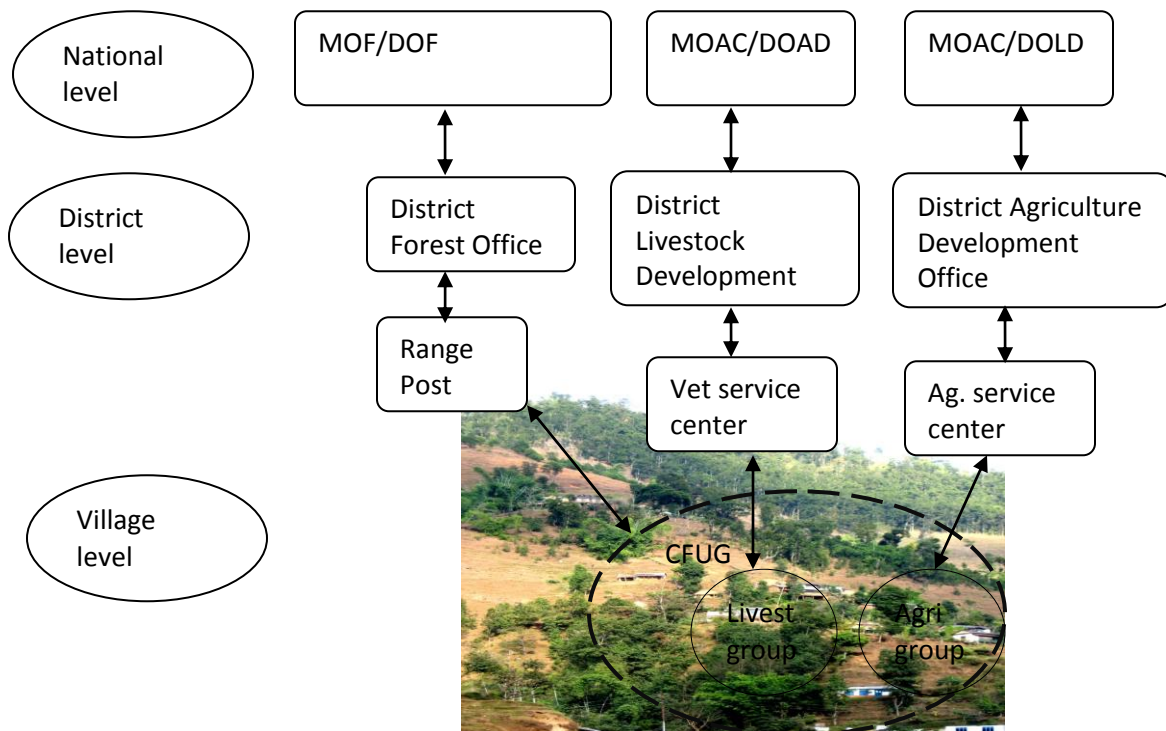 National
level
MOF/DOF
MOAC/DOAD
MOAC/DOLD
District
level
District
Forest Office
District
Livestock
Development
District Agriculture
Development
Office
Range
Post
Vet service
center
Ag. service
center
Village
level
CFUG
Livest
group
Agri
group